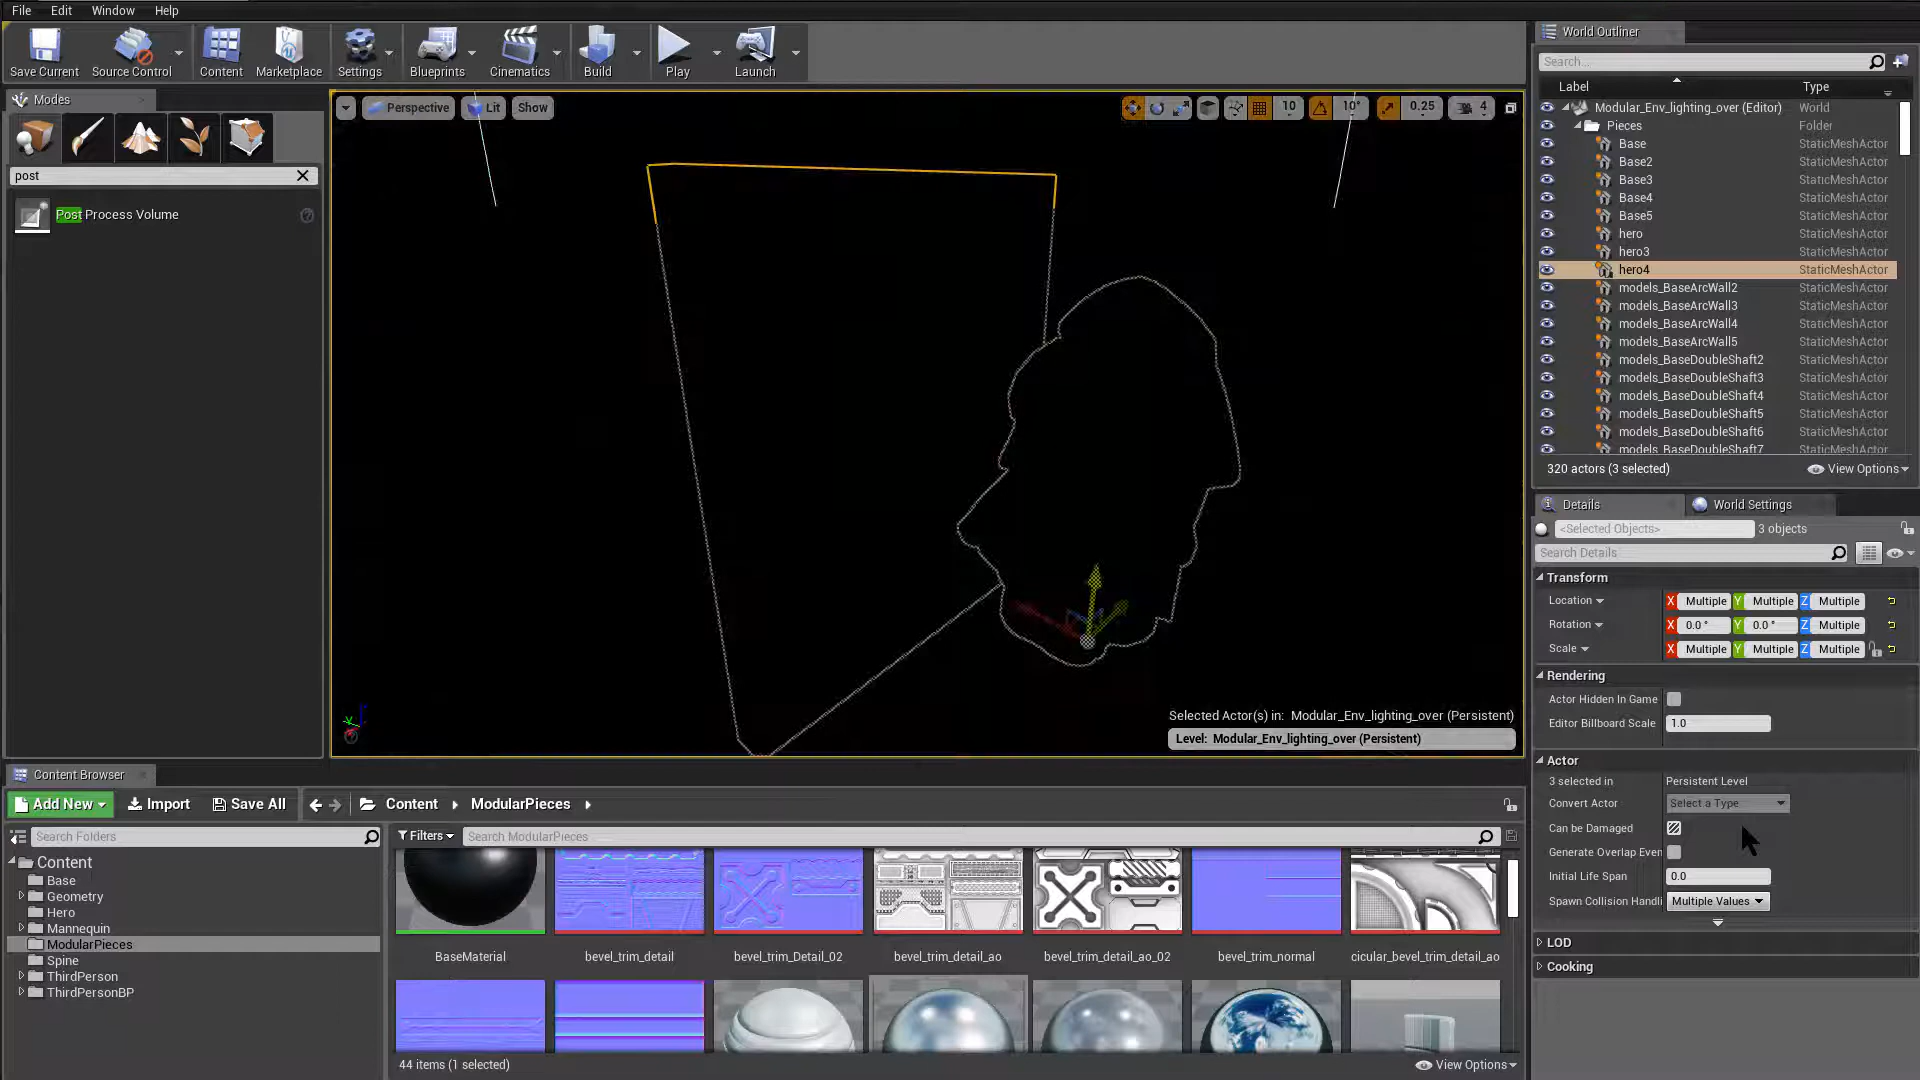 File Edit Window Help
Save Current Source Control Content Marketplace Settings Blueprints Cinematics Build Play Launch
Modes
post
Post Process Volume
Perspective Lit Show
10 10° 0.25 4
Selected Actor(s) in: Modular_Env_lighting_over (Persistent)
Level: Modular_Env_lighting_over (Persistent)
World Outliner
Search...
Label Type
Modular_Env_lighting_over (Editor) World
Pieces Folder
Base StaticMeshActor
Base2 StaticMeshActor
Base3 StaticMeshActor
Base4 StaticMeshActor
Base5 StaticMeshActor
hero StaticMeshActor
hero3 StaticMeshActor
hero4 StaticMeshActor
models_BaseArcWall2 StaticMeshActor
models_BaseArcWall3 StaticMeshActor
models_BaseArcWall4 StaticMeshActor
models_BaseArcWall5 StaticMeshActor
models_BaseDoubleShaft2 StaticMeshActor
models_BaseDoubleShaft3 StaticMeshActor
models_BaseDoubleShaft4 StaticMeshActor
models_BaseDoubleShaft5 StaticMeshActor
models_BaseDoubleShaft6 StaticMeshActor
models_BaseDoubleShaft7 StaticMeshActor
320 actors (3 selected) View Options
Details World Settings
<Selected Objects> 3 objects
Search Details
Transform
Location X Multiple Y Multiple Z Multiple
Rotation X 0.0 ° Y 0.0 ° Z Multiple
Scale X Multiple Y Multiple Z Multiple
Rendering
Actor Hidden In Game
Editor Billboard Scale 1.0
Actor
3 selected in Persistent Level
Convert Actor Select a Type
Can be Damaged
Generate Overlap Even
Initial Life Span 0.0
Spawn Collision Handli Multiple Values
LOD
Cooking
Content Browser
Add New Import Save All Content ModularPieces
Search Folders
Content
Base
Geometry
Hero
Mannequin
ModularPieces
Spine
ThirdPerson
ThirdPersonBP
Filters Search ModularPieces
BaseMaterial bevel_trim_detail bevel_trim_Detail_02 bevel_trim_detail_ao bevel_trim_detail_ao_02 bevel_trim_normal cicular_bevel_trim_detail_ao
44 items (1 selected) View Options